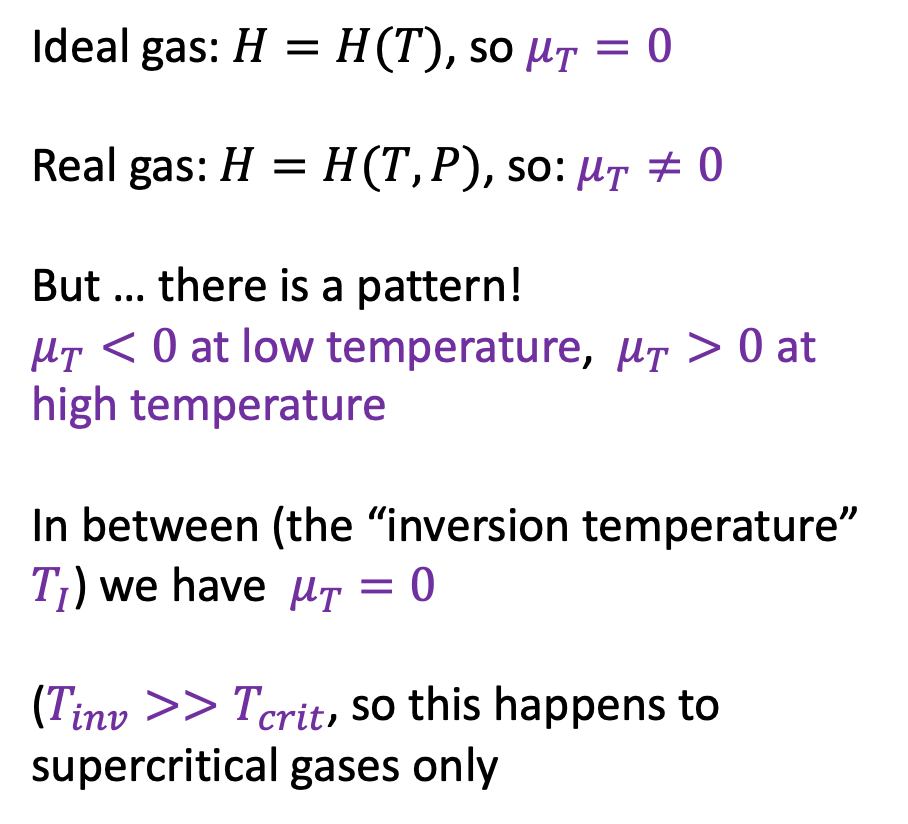 Ideal gas: H = H(T), so μ_T = 0
Real gas: H = H(T, P), so: μ_T ≠ 0
But … there is a pattern!
μ_T < 0 at low temperature, μ_T > 0 at
high temperature
In between (the “inversion temperature”
T_I) we have μ_T = 0
(T_inv >> T_crit, so this happens to
supercritical gases only